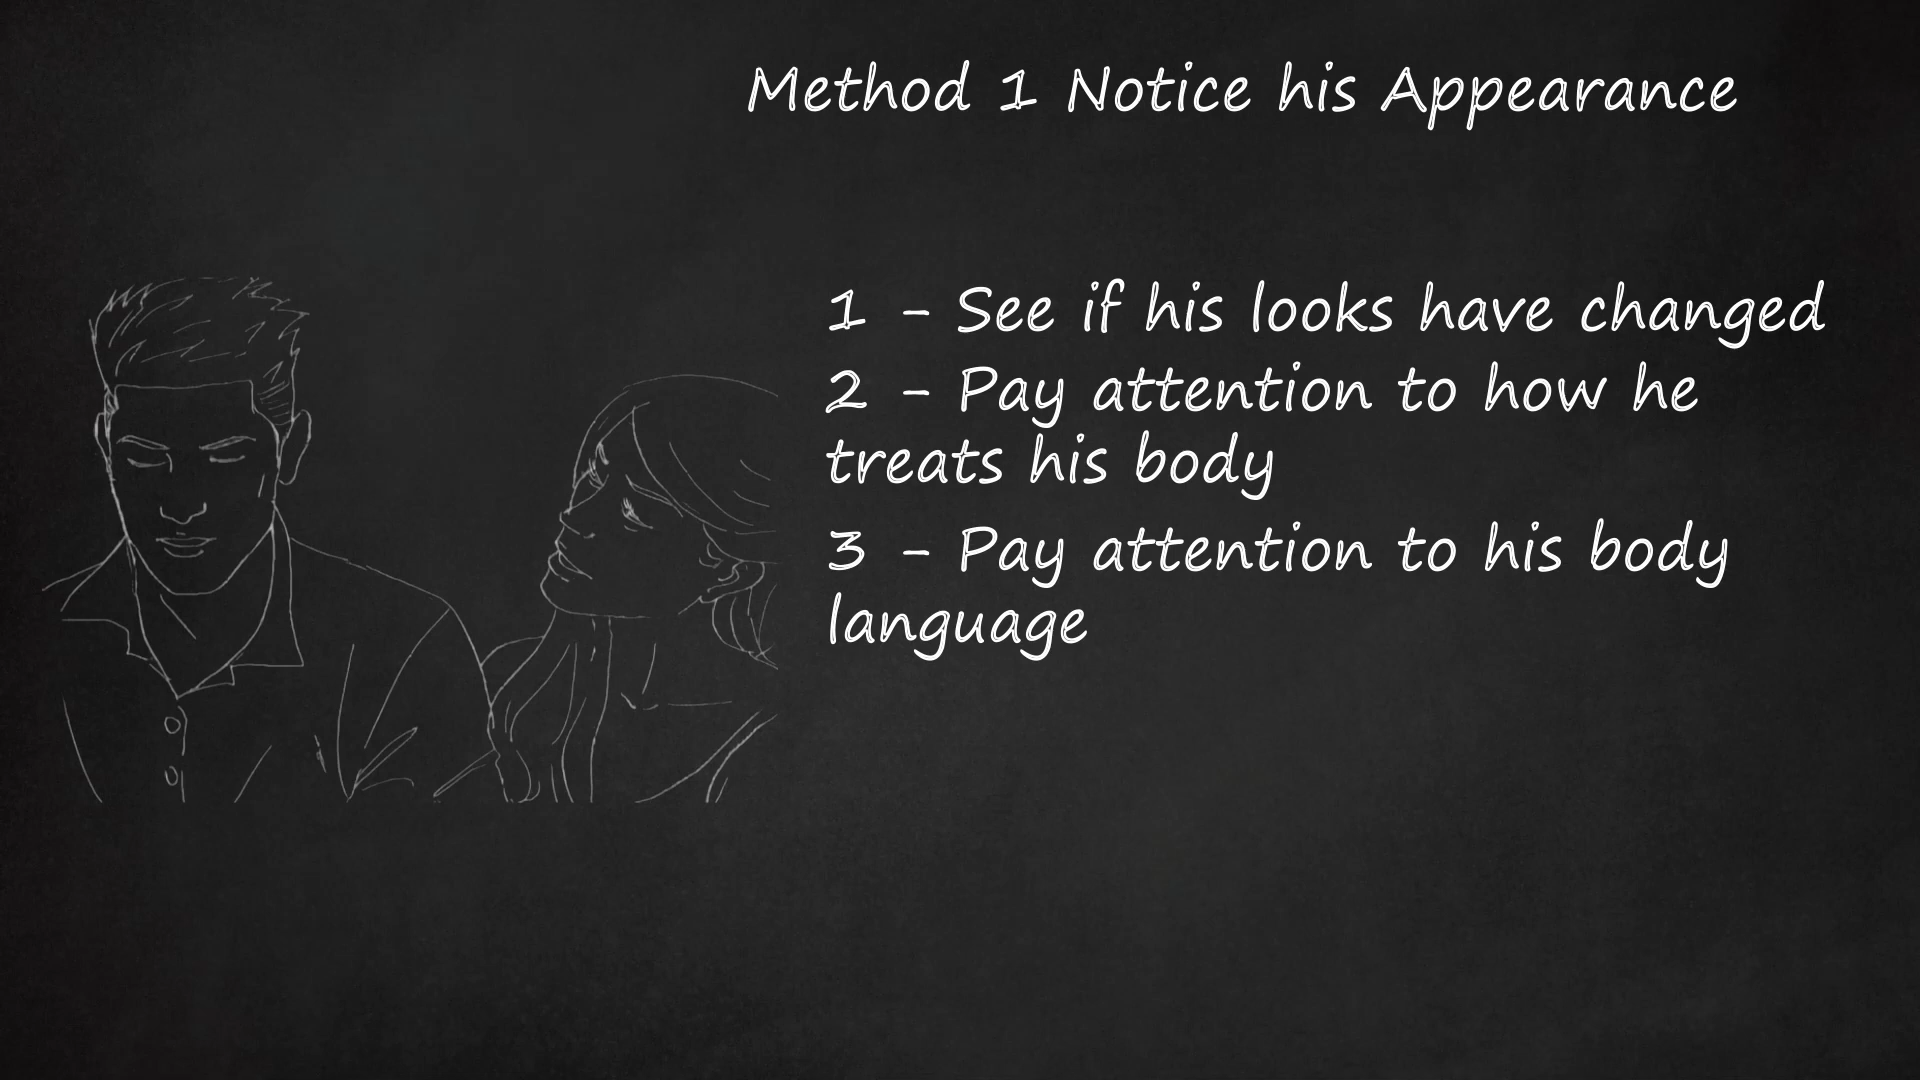 Method 1 Notice his Appearance
1 - See if his looks have changed
2 - Pay attention to how he
treats his body
3 - Pay attention to his body
language